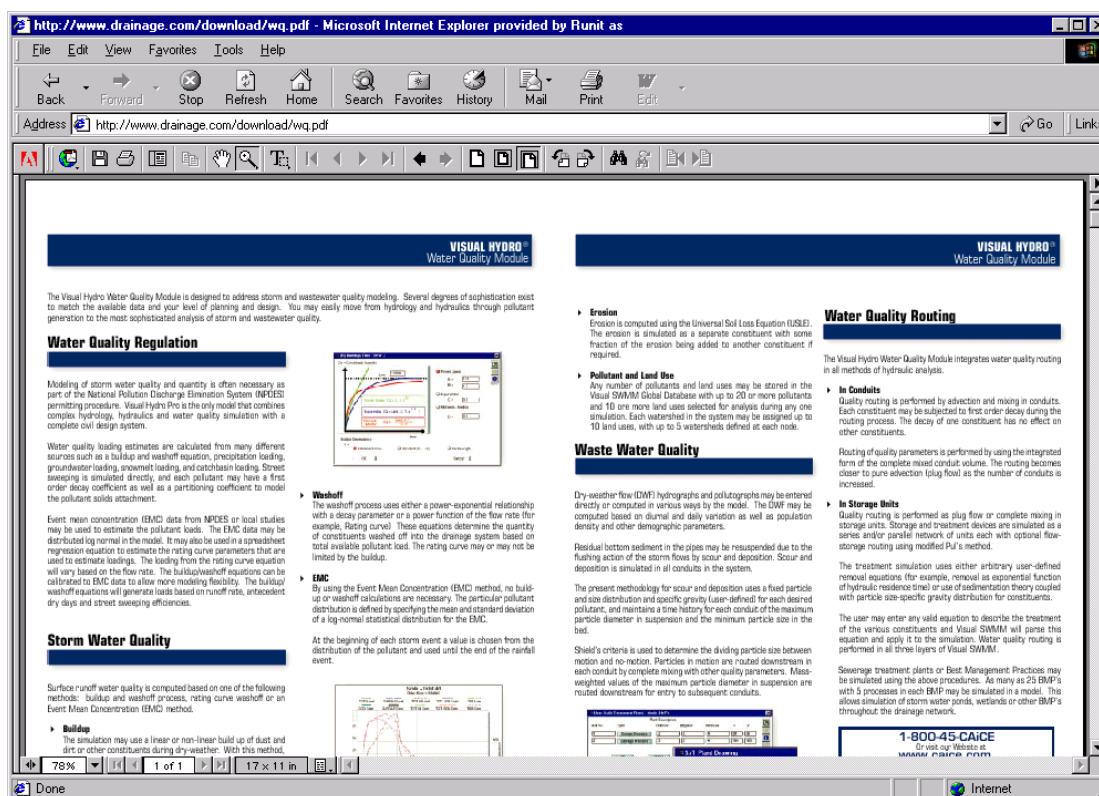 http://www.drainage.com/download/wq.pdf - Microsoft Internet Explorer provided by Runit as
File Edit View Favorites Tools Help
Back Forward Stop Refresh Home Search Favorites History Mail Print Edit
Address http://www.drainage.com/download/wq.pdf Go Links
VISUAL HYDRO®
Water Quality Module
The Visual Hydro Water Quality Module is designed to address storm and wastewater quality modeling. Several degrees of sophistication exist
to match the available data and your level of planning and design. You may easily move from hydrology and hydraulics through pollutant
generation to the most sophisticated analysis of storm and wastewater quality.
Water Quality Regulation
Modeling of storm water quality and quantity is often necessary as
part of the National Pollution Discharge Elimination System (NPDES)
permitting procedure. Visual Hydro Pro is the only model that combines
complex hydrology, hydraulics and water quality simulation with a
complete civil design system.
Water quality loading estimates are calculated from many different
sources such as a buildup and washoff equation, precipitation loading,
groundwater loading, snowmelt loading, and catchbasin loading. Street
sweeping is simulated directly, and each pollutant may have a first
order decay coefficient as well as a partitioning coefficient to model
the pollutant solids attachment.
Event mean concentration (EMC) data from NPDES or local studies
may be used to estimate the pollutant loads. The EMC data may be
distributed log normal in the model. It may also be used in a spreadsheet
regression equation to estimate the rating curve parameters that are
used to estimate loadings. The loading from the rating curve equation
will vary based on the flow rate. The buildup/washoff equations can be
calibrated to EMC data to allow more modeling flexibility. The buildup/
washoff equations will generate loads based on runoff rate, antecedent
dry days and street sweeping efficiencies.
Storm Water Quality
Surface runoff water quality is computed based on one of the following
methods: buildup and washoff process, rating curve washoff or an
Event Mean Concentration (EMC) method.
Buildup
The simulation may use a linear or non-linear build up of dust and
dirt or other constituents during dry-weather. With this method,
Washoff
The washoff process uses either a power-exponential relationship
with a decay parameter or a power function of the flow rate (for
example, Rating curve) These equations determine the quantity
of constituents washed off into the drainage system based on
total available pollutant load. The rating curve may or may not be
limited by the buildup.
EMC
By using the Event Mean Concentration (EMC) method, no build-
up or washoff calculations are necessary. The particular pollutant
distribution is defined by specifying the mean and standard deviation
of a log-normal statistical distribution for the EMC.
At the beginning of each storm event a value is chosen from the
distribution of the pollutant and used until the end of the rainfall
event.
VISUAL HYDRO®
Water Quality Module
Erosion
Erosion is computed using the Universal Soil Loss Equation (USLE).
The erosion is simulated as a separate constituent with some
fraction of the erosion being added to another constituent if
required.
Pollutant and Land Use
Any number of pollutants and land uses may be stored in the
Visual SWMM Global Database with up to 20 or more pollutants
and 10 ore more land uses selected for analysis during any one
simulation. Each watershed in the system may be assigned up to
10 land uses, with up to 5 watersheds defined at each node.
Waste Water Quality
Dry-weather flow (DWF) hydrographs and pollutographs may be entered
directly or computed in various ways by the model. The DWF may be
computed based on diurnal and daily variation as well as population
density and other demographic parameters.
Residual bottom sediment in the pipes may be resuspended due to the
flushing action of the storm flows by scour and deposition. Scour and
deposition is simulated in all conduits in the system.
The present methodology for scour and deposition uses a fixed particle
and size distribution and specific gravity (user-defined) for each desired
pollutant, and maintains a time history for each conduit of the maximum
particle diameter in suspension and the minimum particle size in the
bed.
Shield's criteria is used to determine the dividing particle size between
motion and no-motion. Particles in motion are routed downstream in
each conduit by complete mixing with other quality parameters. Mass-
weighted values of the maximum particle diameter in suspension are
routed downstream for entry to subsequent conduits.
Plant Drawing
Water Quality Routing
The Visual Hydro Water Quality Module integrates water quality routing
in all methods of hydraulic analysis.
In Conduits
Quality routing is performed by advection and mixing in conduits.
Each constituent may be subjected to first order decay during the
routing process. The decay of one constituent has no effect on
other constituents.
Routing of quality parameters is performed by using the integrated
form of the complete mixed conduit volume. The routing becomes
closer to pure advection (plug flow) as the number of conduits is
increased.
In Storage Units
Quality routing is performed as plug flow or complete mixing in
storage units. Storage and treatment devices are simulated as a
series and/or parallel network of units each with optional flow-
storage routing using modified Pul's method.
The treatment simulation uses either arbitrary user-defined
removal equations (for example, removal as exponential function
of hydraulic residence time) or use of sedimentation theory coupled
with particle size-specific gravity distribution for constituents.
The user may enter any valid equation to describe the treatment
of the various constituents and Visual SWMM will parse this
equation and apply it to the simulation. Water quality routing is
performed in all three layers of Visual SWMM.
Sewerage treatment plants or Best Management Practices may
be simulated using the above procedures. As many as 25 BMP's
with 5 processes in each BMP may be simulated in a model. This
allows simulation of storm water ponds, wetlands or other BMP's
throughout the drainage network.
1-800-45-CAiCE
Or visit our Website at
www.caice.com
78% 1 of 1 17 x 11 in
Done Internet